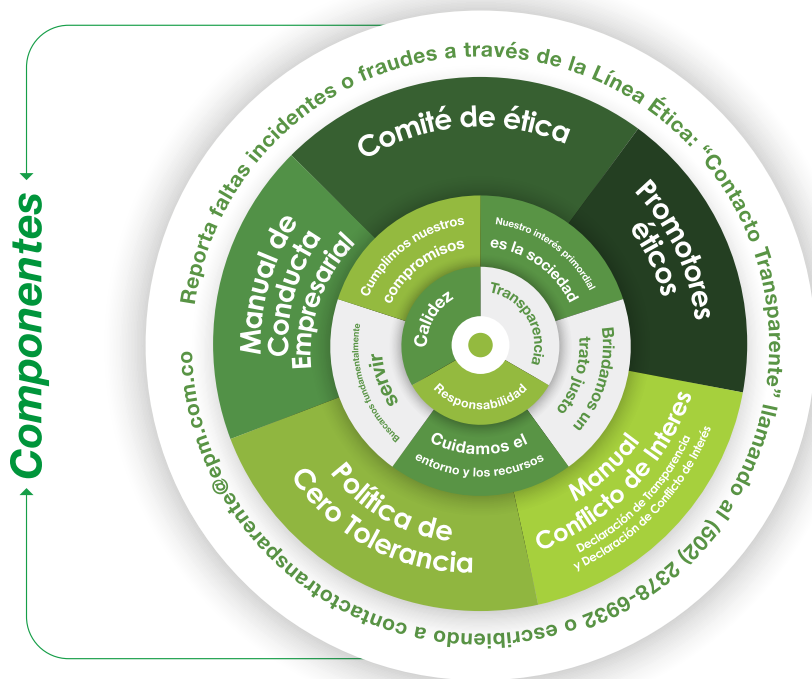 Componentes
Reporta faltas incidentes o fraudes a través de la Línea Ética: “Contacto Transparente” llamando al (502) 2378-6932 o escribiendo a contactotransparente@epm.com.co
Comité de ética
Promotores
éticos
Manual
Conflicto de Interes
Declaración de Transparencia
y Declaración de Conflicto de Interés
Política de
Cero Tolerancia
Manual de
Conducta
Empresarial
Cumplimos nuestros
compromisos
Nuestro interés primordial
es la sociedad
Brindamos un
trato justo
Cuidamos el
entorno y los recursos
Buscamos fundamentalmente
servir
Calidez
Transparencia
Responsabilidad